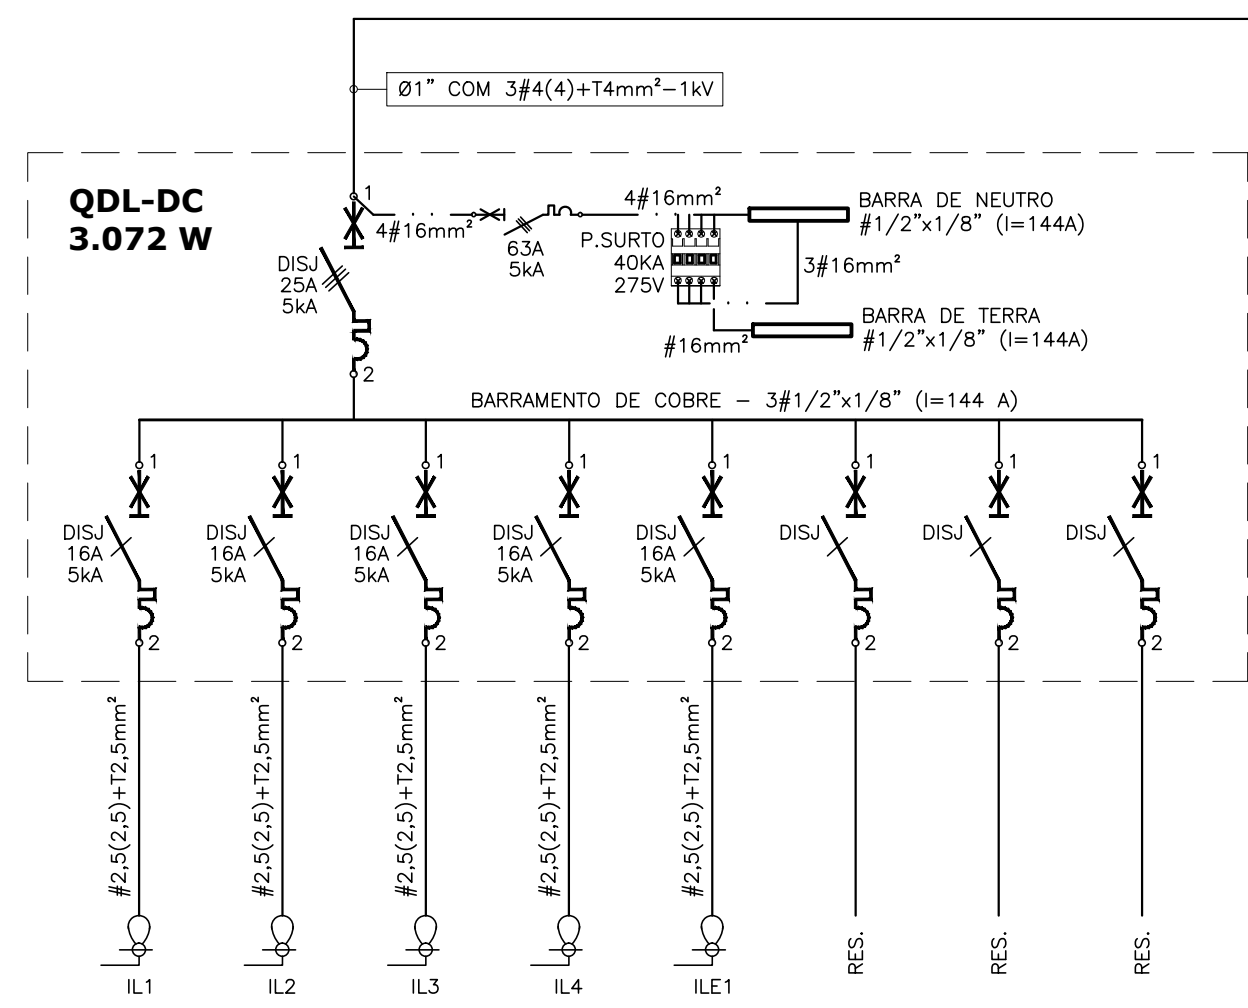 Ø1” COM 3#4(4)+T4mm²−1kV
QDL-DC
3.072 W
1
4#16mm²
63A
5kA
4#16mm²
P.SURTO
40KA
275V
BARRA DE NEUTRO
#1/2”x1/8” (I=144A)
3#16mm²
BARRA DE TERRA
#1/2”x1/8” (I=144A)
#16mm²
DISJ
25A
5kA
2
BARRAMENTO DE COBRE − 3#1/2”x1/8” (I=144 A)
1
DISJ
16A
5kA
2
1
DISJ
16A
5kA
2
1
DISJ
16A
5kA
2
1
DISJ
16A
5kA
2
1
DISJ
16A
5kA
2
1
DISJ
2
1
DISJ
2
1
DISJ
2
#2,5(2,5)+T2,5mm²
#2,5(2,5)+T2,5mm²
#2,5(2,5)+T2,5mm²
#2,5(2,5)+T2,5mm²
#2,5(2,5)+T2,5mm²
IL1
IL2
IL3
IL4
ILE1
RES.
RES.
RES.